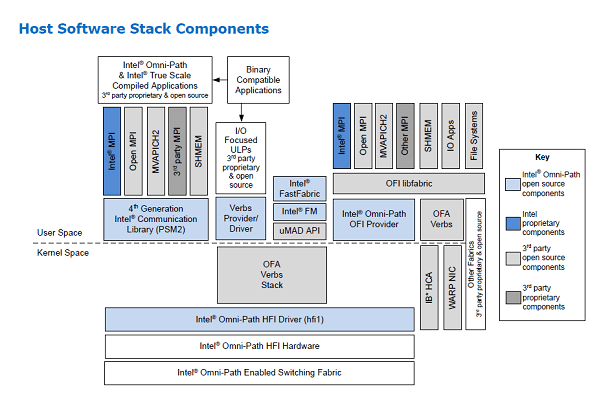 Host Software Stack Components
Intel® Omni-Path
& Intel® True Scale
Compiled Applications
3rd party proprietary & open source
Binary
Compatible
Applications
Intel® MPI
Open MPI
MVAPICH2
3rd party MPI
SHMEM
I/O
Focused
ULPs
3rd party
proprietary
& open
source
Intel® MPI
Open MPI
MVAPICH2
Other MPI
SHMEM
IO Apps
File Systems
Intel®
FastFabric
OFI libfabric
4th Generation
Intel® Communication
Library (PSM2)
Verbs
Provider/
Driver
Intel® FM
uMAD API
Intel® Omni-Path
OFI Provider
OFA
Verbs
Other Fabrics
3rd party proprietary & open source
User Space
Kernel Space
OFA
Verbs
Stack
IB* HCA
WARP NIC
Intel® Omni-Path HFI Driver (hfi1)
Intel® Omni-Path HFI Hardware
Intel® Omni-Path Enabled Switching Fabric
Key
Intel® Omni-Path
open source
components
Intel
proprietary
components
3rd party
open source
components
3rd party
proprietary
components